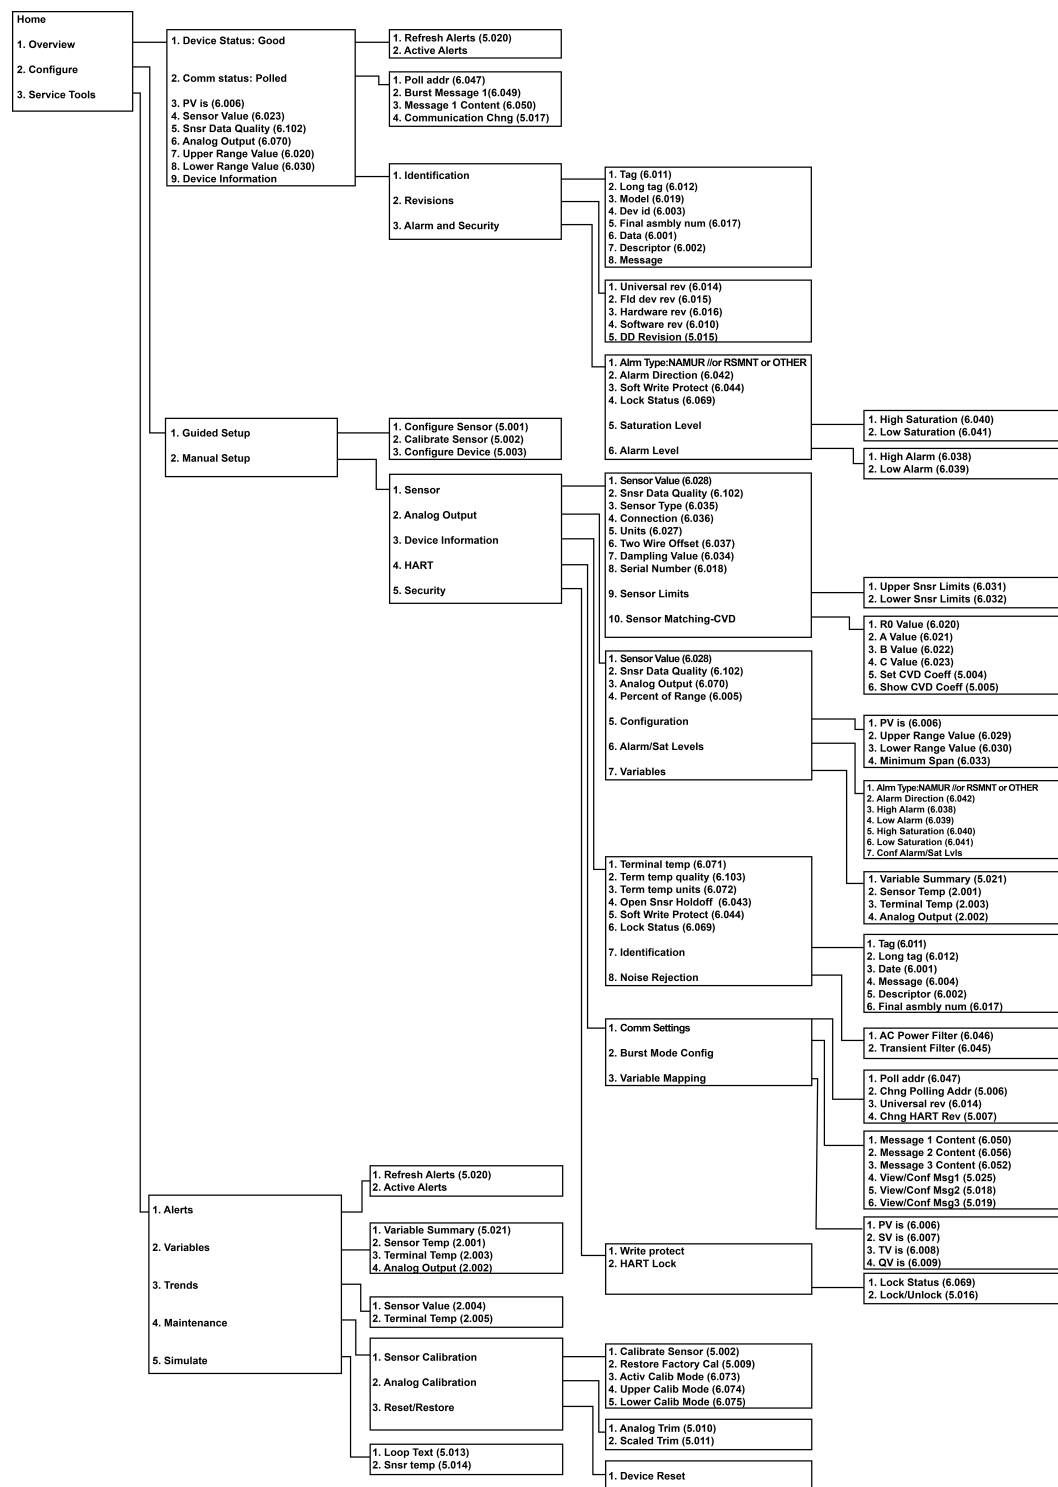 Home
1. Overview
2. Configure
3. Service Tools
1. Device Status: Good
2. Comm status: Polled
3. PV is (6.006)
4. Sensor Value (6.023)
5. Snsr Data Quality (6.102)
6. Analog Output (6.070)
7. Upper Range Value (6.020)
8. Lower Range Value (6.030)
9. Device Information
1. Refresh Alerts (5.020)
2. Active Alerts
1. Poll addr (6.047)
2. Burst Message 1(6.049)
3. Message 1 Content (6.050)
4. Communication Chng (5.017)
1. Identification
2. Revisions
3. Alarm and Security
1. Tag (6.011)
2. Long tag (6.012)
3. Model (6.019)
4. Dev id (6.003)
5. Final asmbly num (6.017)
6. Data (6.001)
7. Descriptor (6.002)
8. Message
1. Universal rev (6.014)
2. Fld dev rev (6.015)
3. Hardware rev (6.016)
4. Software rev (6.010)
5. DD Revision (5.015)
1. Alrm Type:NAMUR //or RSMNT or OTHER
2. Alarm Direction (6.042)
3. Soft Write Protect (6.044)
4. Lock Status (6.069)
5. Saturation Level
6. Alarm Level
1. High Saturation (6.040)
2. Low Saturation (6.041)
1. High Alarm (6.038)
2. Low Alarm (6.039)
1. Guided Setup
2. Manual Setup
1. Configure Sensor (5.001)
2. Calibrate Sensor (5.002)
3. Configure Device (5.003)
1. Sensor
2. Analog Output
3. Device Information
4. HART
5. Security
1. Sensor Value (6.028)
2. Snsr Data Quality (6.102)
3. Sensor Type (6.035)
4. Connection (6.036)
5. Units (6.027)
6. Two Wire Offset (6.037)
7. Dampling Value (6.034)
8. Serial Number (6.018)
9. Sensor Limits
10. Sensor Matching-CVD
1. Upper Snsr Limits (6.031)
2. Lower Snsr Limits (6.032)
1. R0 Value (6.020)
2. A Value (6.021)
3. B Value (6.022)
4. C Value (6.023)
5. Set CVD Coeff (5.004)
6. Show CVD Coeff (5.005)
1. Sensor Value (6.028)
2. Snsr Data Quality (6.102)
3. Analog Output (6.070)
4. Percent of Range (6.005)
5. Configuration
6. Alarm/Sat Levels
7. Variables
1. PV is (6.006)
2. Upper Range Value (6.029)
3. Lower Range Value (6.030)
4. Minimum Span (6.033)
1. Alrm Type:NAMUR //or RSMNT or OTHER
2. Alarm Direction (6.042)
3. High Alarm (6.038)
4. Low Alarm (6.039)
5. High Saturation (6.040)
6. Low Saturation (6.041)
7. Conf Alarm/Sat Lvls
1. Variable Summary (5.021)
2. Sensor Temp (2.001)
3. Terminal Temp (2.003)
4. Analog Output (2.002)
1. Terminal temp (6.071)
2. Term temp quality (6.103)
3. Term temp units (6.072)
4. Open Snsr Holdoff (6.043)
5. Soft Write Protect (6.044)
6. Lock Status (6.069)
7. Identification
8. Noise Rejection
1. Tag (6.011)
2. Long tag (6.012)
3. Date (6.001)
4. Message (6.004)
5. Descriptor (6.002)
6. Final asmbly num (6.017)
1. AC Power Filter (6.046)
2. Transient Filter (6.045)
1. Comm Settings
2. Burst Mode Config
3. Variable Mapping
1. Poll addr (6.047)
2. Chng Polling Addr (5.006)
3. Universal rev (6.014)
4. Chng HART Rev (5.007)
1. Message 1 Content (6.050)
2. Message 2 Content (6.056)
3. Message 3 Content (6.052)
4. View/Conf Msg1 (5.025)
5. View/Conf Msg2 (5.018)
6. View/Conf Msg3 (5.019)
1. PV is (6.006)
2. SV is (6.007)
3. TV is (6.008)
4. QV is (6.009)
1. Write protect
2. HART Lock
1. Lock Status (6.069)
2. Lock/Unlock (5.016)
1. Alerts
2. Variables
3. Trends
4. Maintenance
5. Simulate
1. Refresh Alerts (5.020)
2. Active Alerts
1. Variable Summary (5.021)
2. Sensor Temp (2.001)
3. Terminal Temp (2.003)
4. Analog Output (2.002)
1. Sensor Value (2.004)
2. Terminal Temp (2.005)
1. Sensor Calibration
2. Analog Calibration
3. Reset/Restore
1. Calibrate Sensor (5.002)
2. Restore Factory Cal (5.009)
3. Activ Calib Mode (6.073)
4. Upper Calib Mode (6.074)
5. Lower Calib Mode (6.075)
1. Analog Trim (5.010)
2. Scaled Trim (5.011)
1. Device Reset
1. Loop Text (5.013)
2. Snsr temp (5.014)